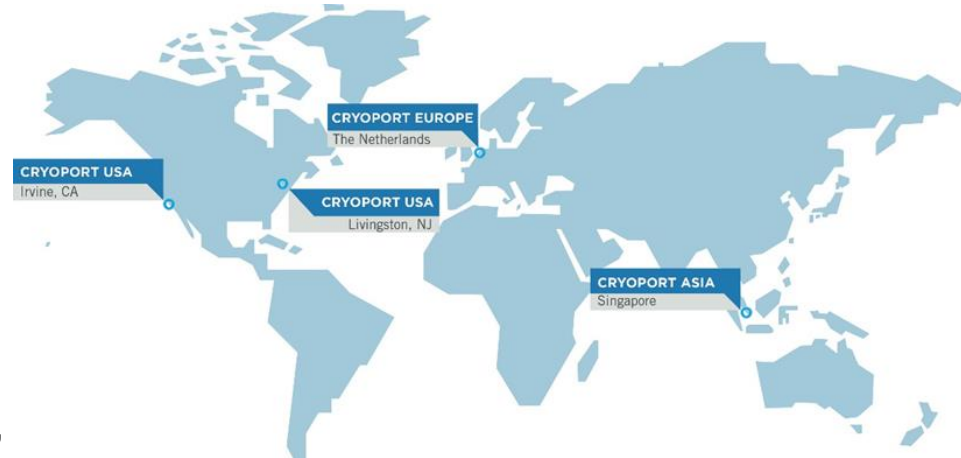 CRYOPORT EUROPE
The Netherlands
CRYOPORT USA
Irvine, CA
CRYOPORT USA
Livingston, NJ
CRYOPORT ASIA
Singapore